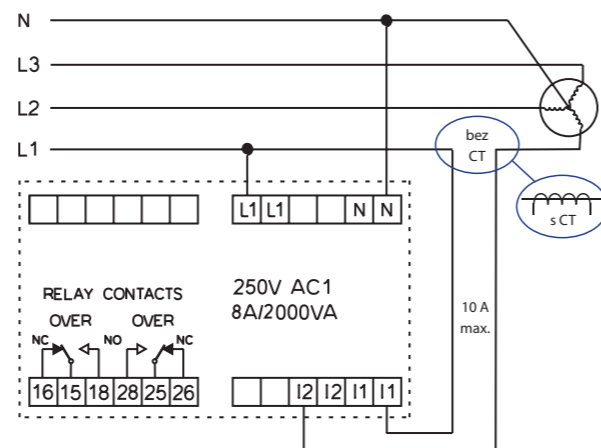 N
L3
L2
L1
bez
CT
s CT
L1 L1 N N
RELAY CONTACTS
OVER OVER
NC NO NC
250V AC1
8A/2000VA
10 A
max.
16 15 18 28 25 26
I2 I2 I1 I1